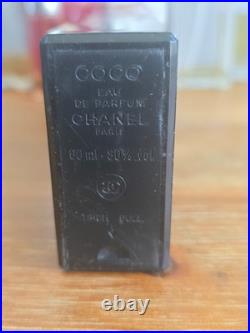 COCO
EAU
DE PARFUM
CHANEL
PARIS
60 ml - 80% vol.